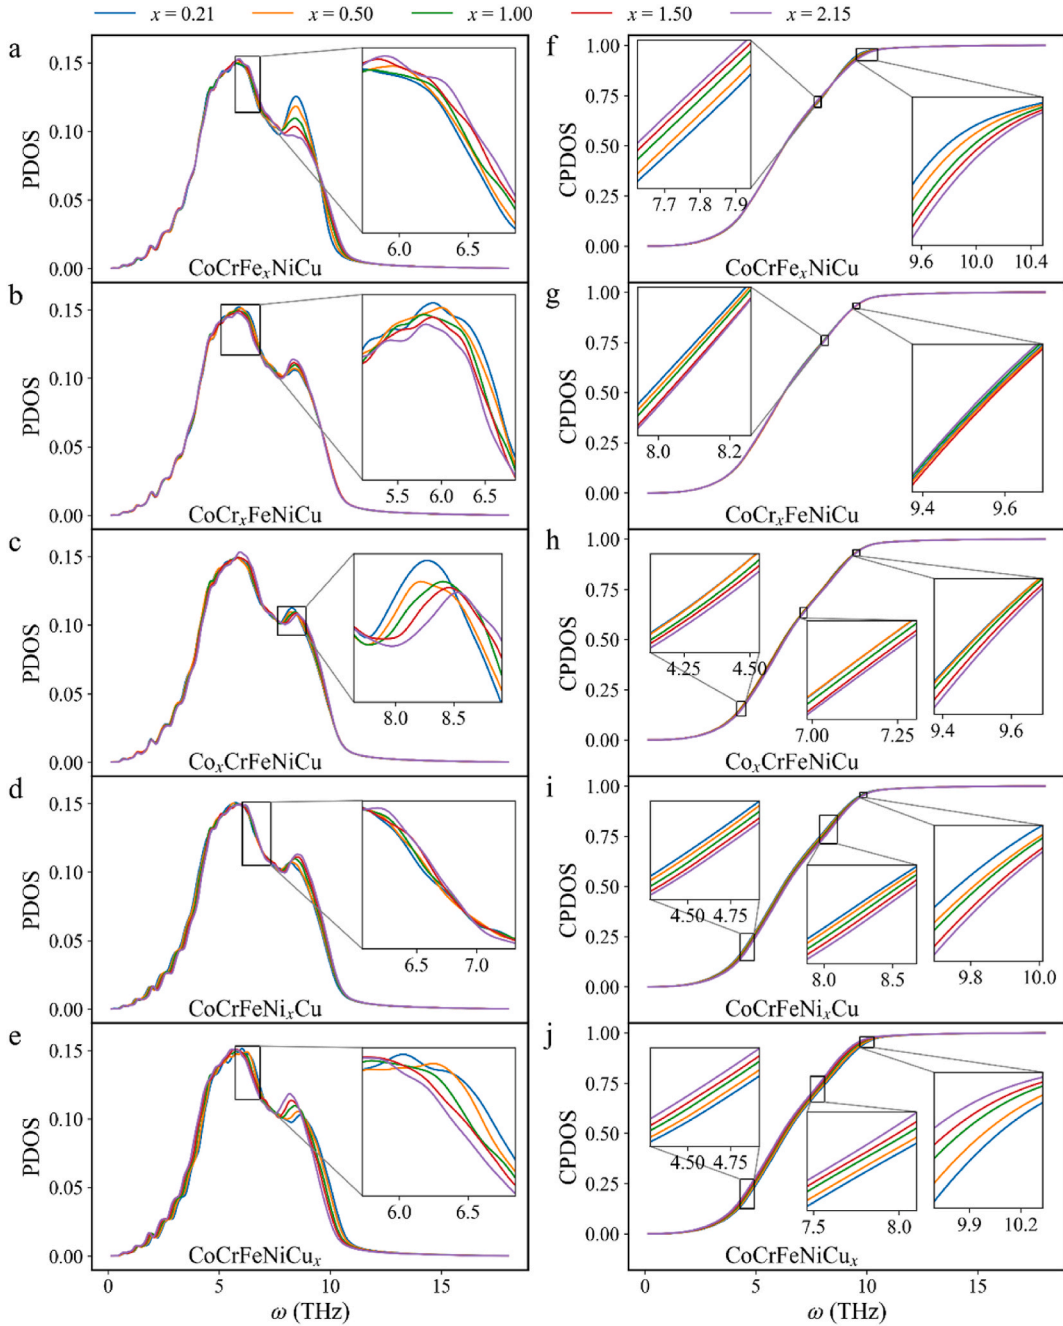 x = 0.21 x = 0.50 x = 1.00 x = 1.50 x = 2.15
a
PDOS
0.15
0.10
0.05
0.00
6.0 6.5
CoCrFeₓNiCu
f
CPDOS
1.00
0.75
0.50
0.25
0.00
7.7 7.8 7.9
9.6 10.0 10.4
CoCrFeₓNiCu
b
PDOS
0.15
0.10
0.05
0.00
5.5 6.0 6.5
CoCrₓFeNiCu
g
CPDOS
1.00
0.75
0.50
0.25
0.00
8.0 8.2
9.4 9.6
CoCrₓFeNiCu
c
PDOS
0.15
0.10
0.05
0.00
8.0 8.5
CoₓCrFeNiCu
h
CPDOS
1.00
0.75
0.50
0.25
0.00
4.25 4.50
7.00 7.25
9.4 9.6
CoₓCrFeNiCu
d
PDOS
0.15
0.10
0.05
0.00
6.5 7.0
CoCrFeNiₓCu
i
CPDOS
1.00
0.75
0.50
0.25
0.00
4.50 4.75
8.0 8.5
9.8 10.0
CoCrFeNiₓCu
e
PDOS
0.15
0.10
0.05
0.00
6.0 6.5
CoCrFeNiCuₓ
0 5 10 15
ω (THz)
j
CPDOS
1.00
0.75
0.50
0.25
0.00
4.50 4.75
7.5 8.0
9.9 10.2
CoCrFeNiCuₓ
0 5 10 15
ω (THz)